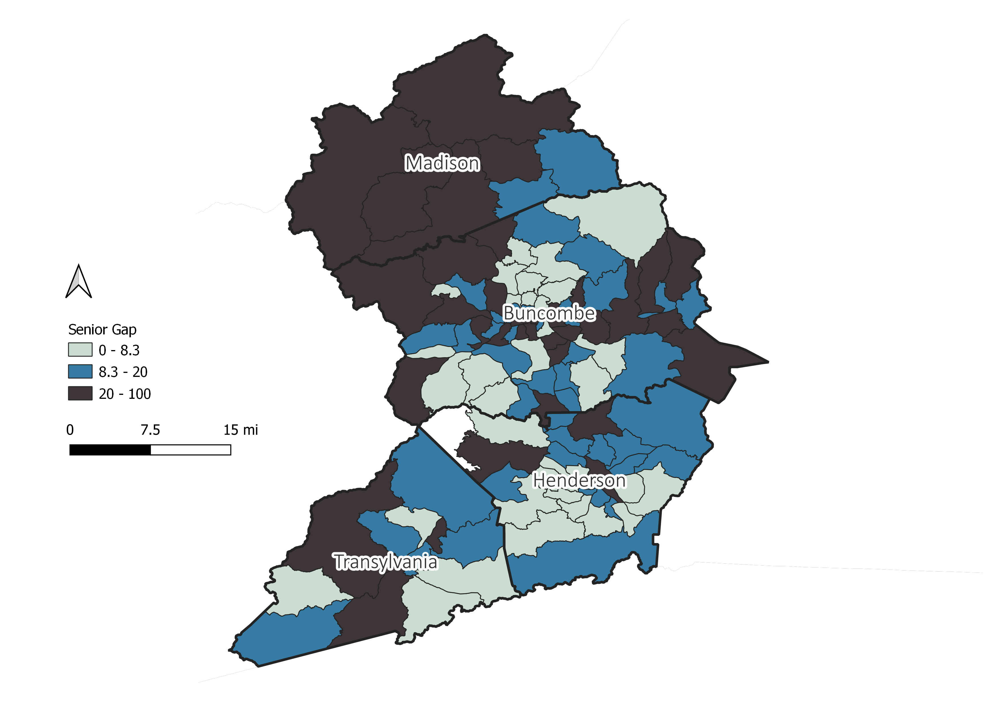 Madison
Buncombe
Senior Gap
0 - 8.3
8.3 - 20
20 - 100
0 7.5 15 mi
Henderson
Transylvania